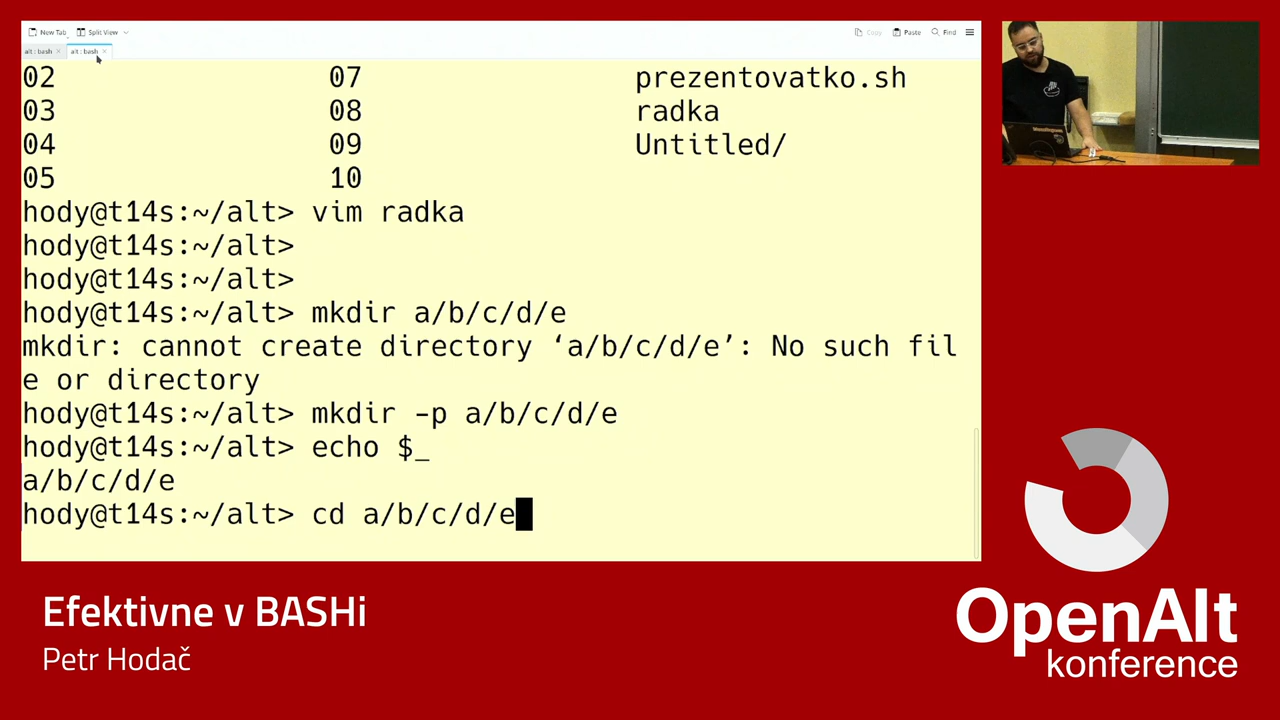 New Tab Split View Copy Paste Find
alt : bash alt : bash
02 07 prezentovatko.sh
03 08 radka
04 09 Untitled/
05 10
hody@t14s:~/alt> vim radka
hody@t14s:~/alt>
hody@t14s:~/alt>
hody@t14s:~/alt> mkdir a/b/c/d/e
mkdir: cannot create directory ‘a/b/c/d/e’: No such fil
e or directory
hody@t14s:~/alt> mkdir -p a/b/c/d/e
hody@t14s:~/alt> echo $_
a/b/c/d/e
hody@t14s:~/alt> cd a/b/c/d/e
Efektivne v BASHi
Petr Hodač
OpenAlt
konference